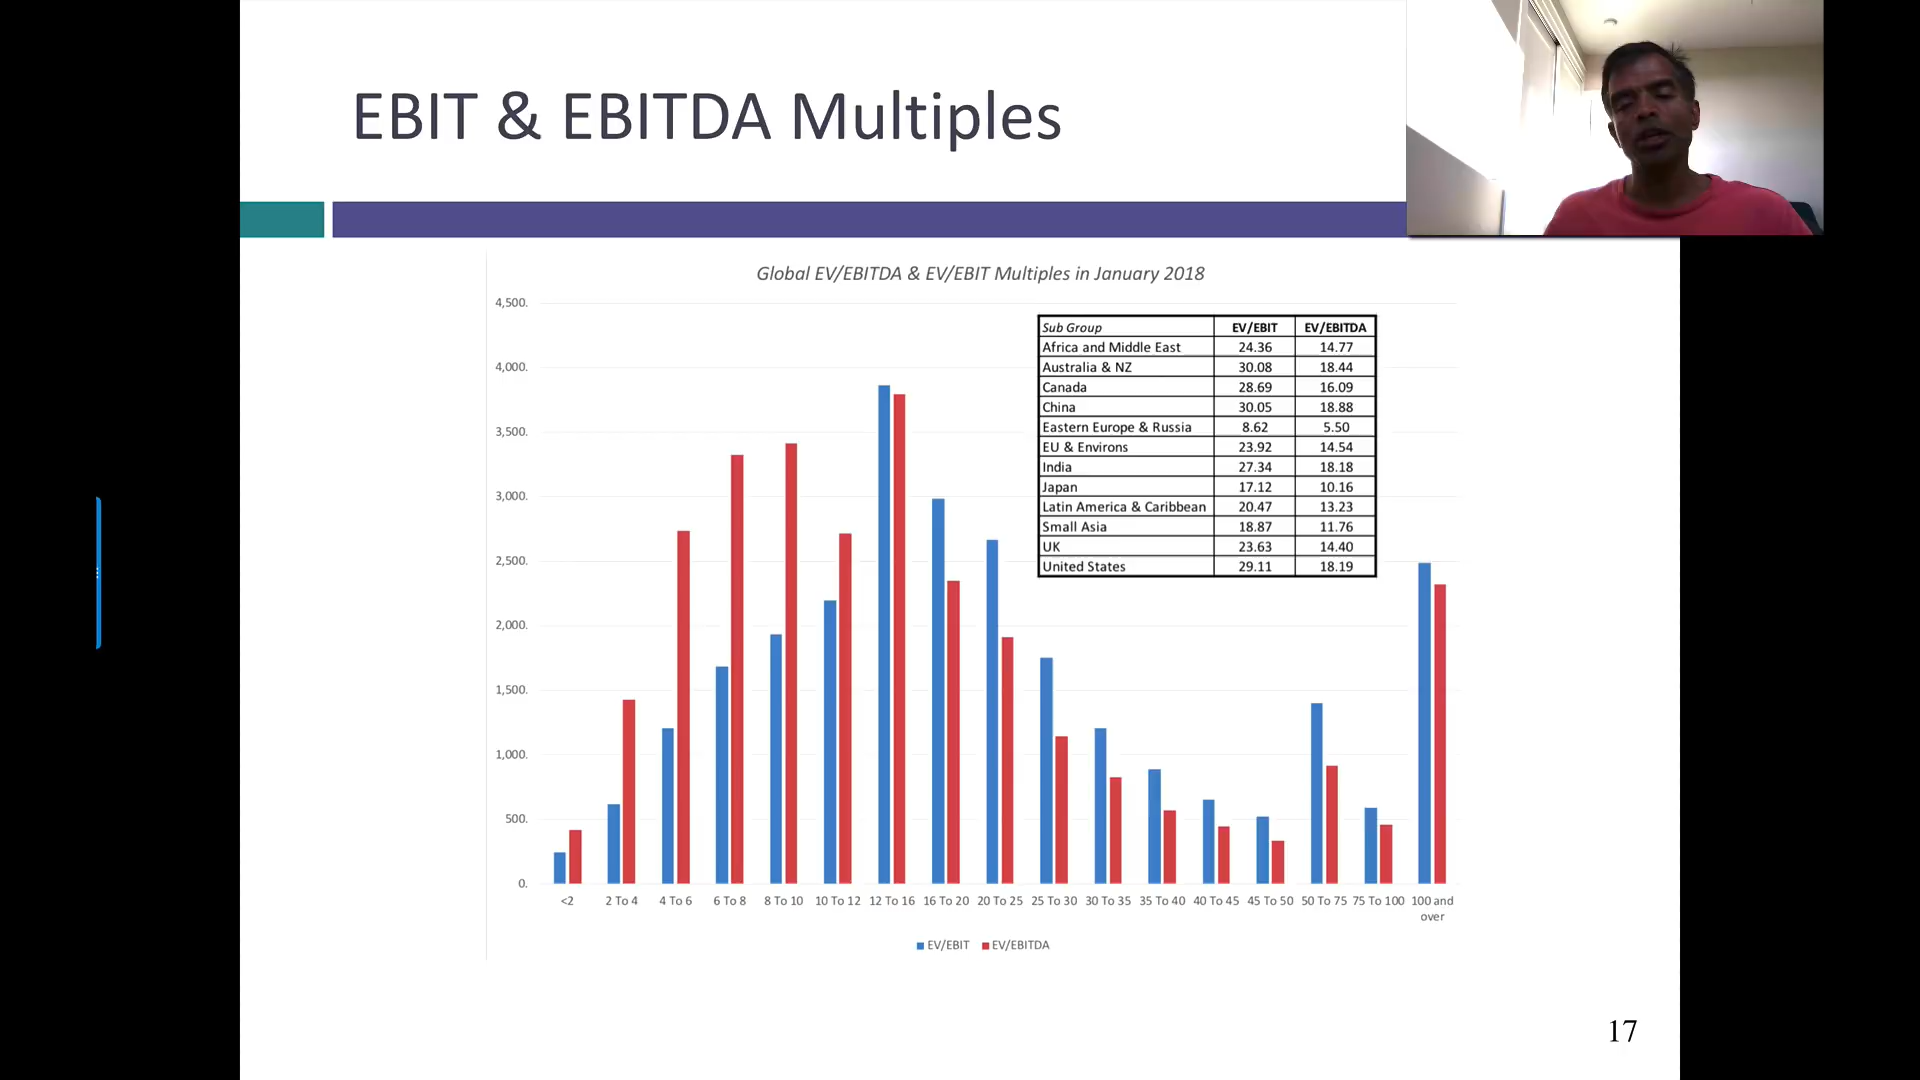 EBIT & EBITDA Multiples
Global EV/EBITDA & EV/EBIT Multiples in January 2018
4,500.
4,000.
3,500.
3,000.
2,500.
2,000.
1,500.
1,000.
500.
0.
Sub Group EV/EBIT EV/EBITDA
Africa and Middle East 24.36 14.77
Australia & NZ 30.08 18.44
Canada 28.69 16.09
China 30.05 18.88
Eastern Europe & Russia 8.62 5.50
EU & Environs 23.92 14.54
India 27.34 18.18
Japan 17.12 10.16
Latin America & Caribbean 20.47 13.23
Small Asia 18.87 11.76
UK 23.63 14.40
United States 29.11 18.19
<2 2 To 4 4 To 6 6 To 8 8 To 10 10 To 12 12 To 16 16 To 20 20 To 25 25 To 30 30 To 35 35 To 40 40 To 45 45 To 50 50 To 75 75 To 100 100 and
over
EV/EBIT EV/EBITDA
17